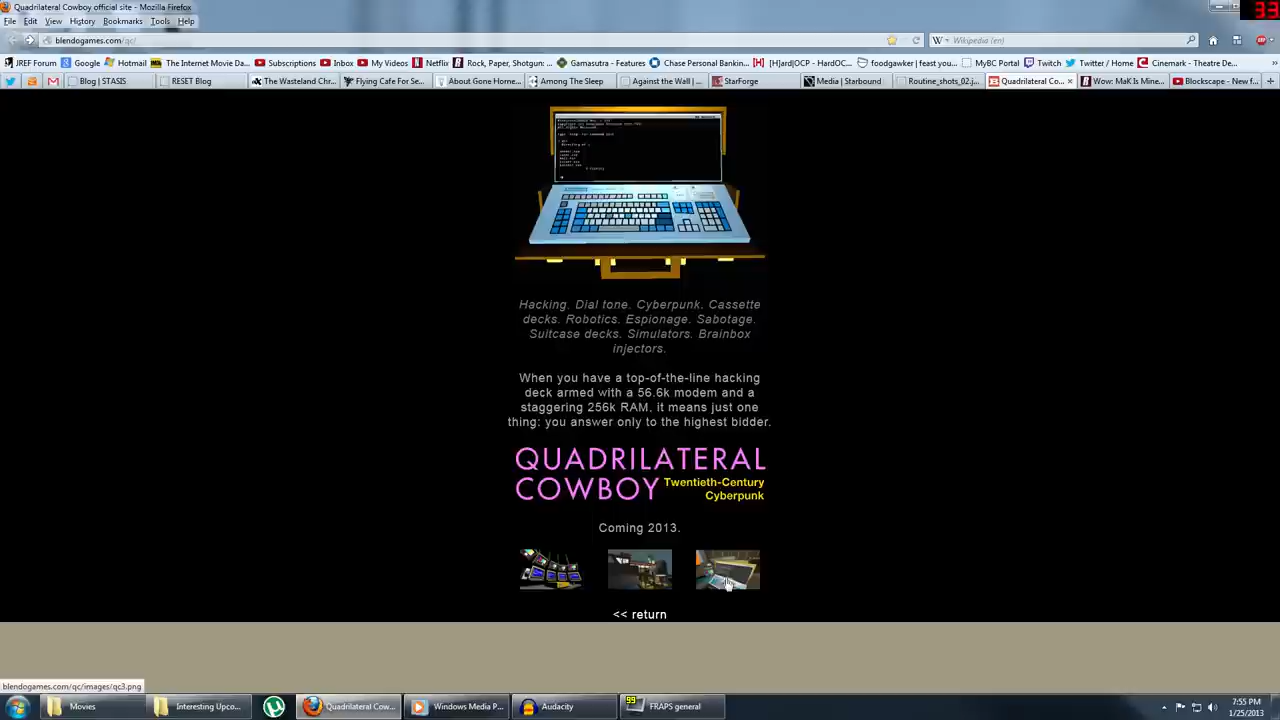 Quadrilateral Cowboy official site - Mozilla Firefox
33
File Edit View History Bookmarks Tools Help
blendogames.com/qc/
Wikipedia (en)
JREF Forum Google Hotmail The Internet Movie Da... Subscriptions Inbox My Videos Netflix Rock, Paper, Shotgun:... Gamasutra - Features Chase Personal Banking... [H]ard|OCP - HardOC... foodgawker | feast you... MyBC Portal Twitch Twitter / Home Cinemark - Theatre De...
Blog | STASIS RESET Blog The Wasteland Chr... Flying Cafe For Se... About Gone Home... Among The Sleep Against the Wall |... StarForge Media | Starbound Routine_shots_02.j... Quadrilateral Co... Wow: MaK Is Mine... Blockscape - New f...
Hacking. Dial tone. Cyberpunk. Cassette
decks. Robotics. Espionage. Sabotage.
Suitcase decks. Simulators. Brainbox
injectors.
When you have a top-of-the-line hacking
deck armed with a 56.6k modem and a
staggering 256k RAM, it means just one
thing: you answer only to the highest bidder.
QUADRILATERAL
COWBOY Twentieth-Century
Cyberpunk
Coming 2013.
<< return
blendogames.com/qc/images/qc3.png
Movies Interesting Upco... Quadrilateral Cow... Windows Media P... Audacity 99 FRAPS general
7:55 PM
1/25/2013